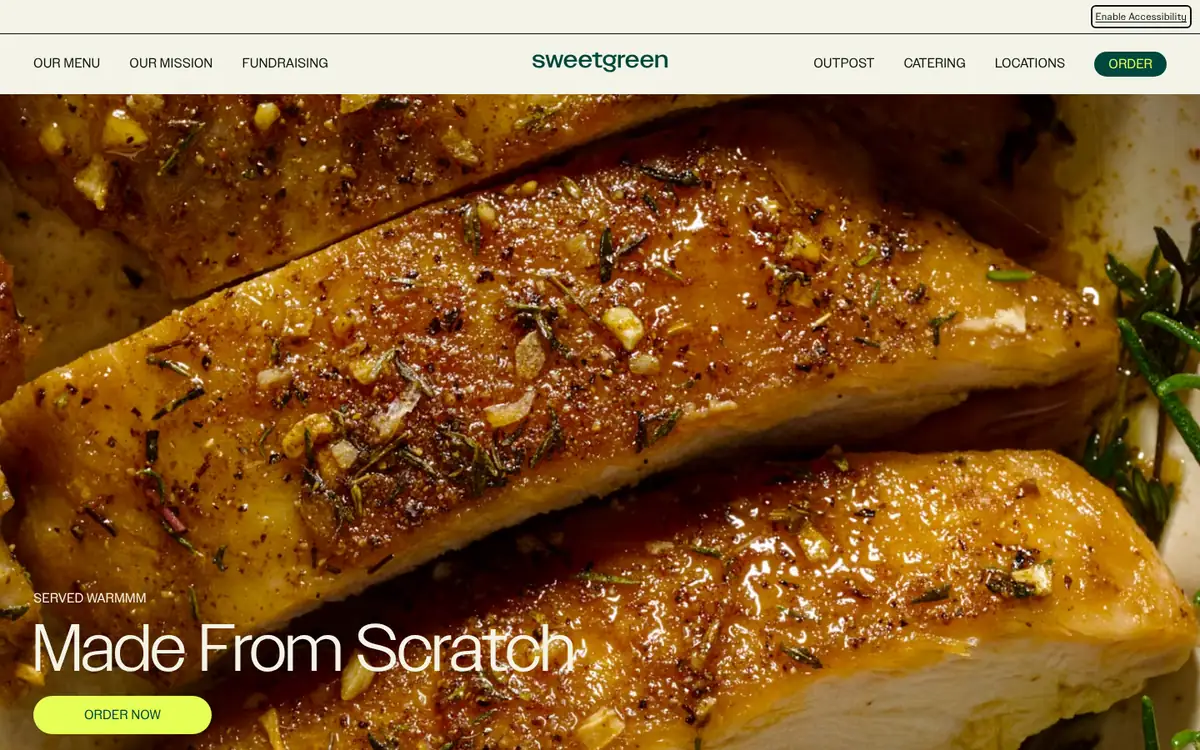 Enable Accessibility
OUR MENU OUR MISSION FUNDRAISING sweetgreen OUTPOST CATERING LOCATIONS ORDER
SERVED WARMMM
Made From Scratch
ORDER NOW